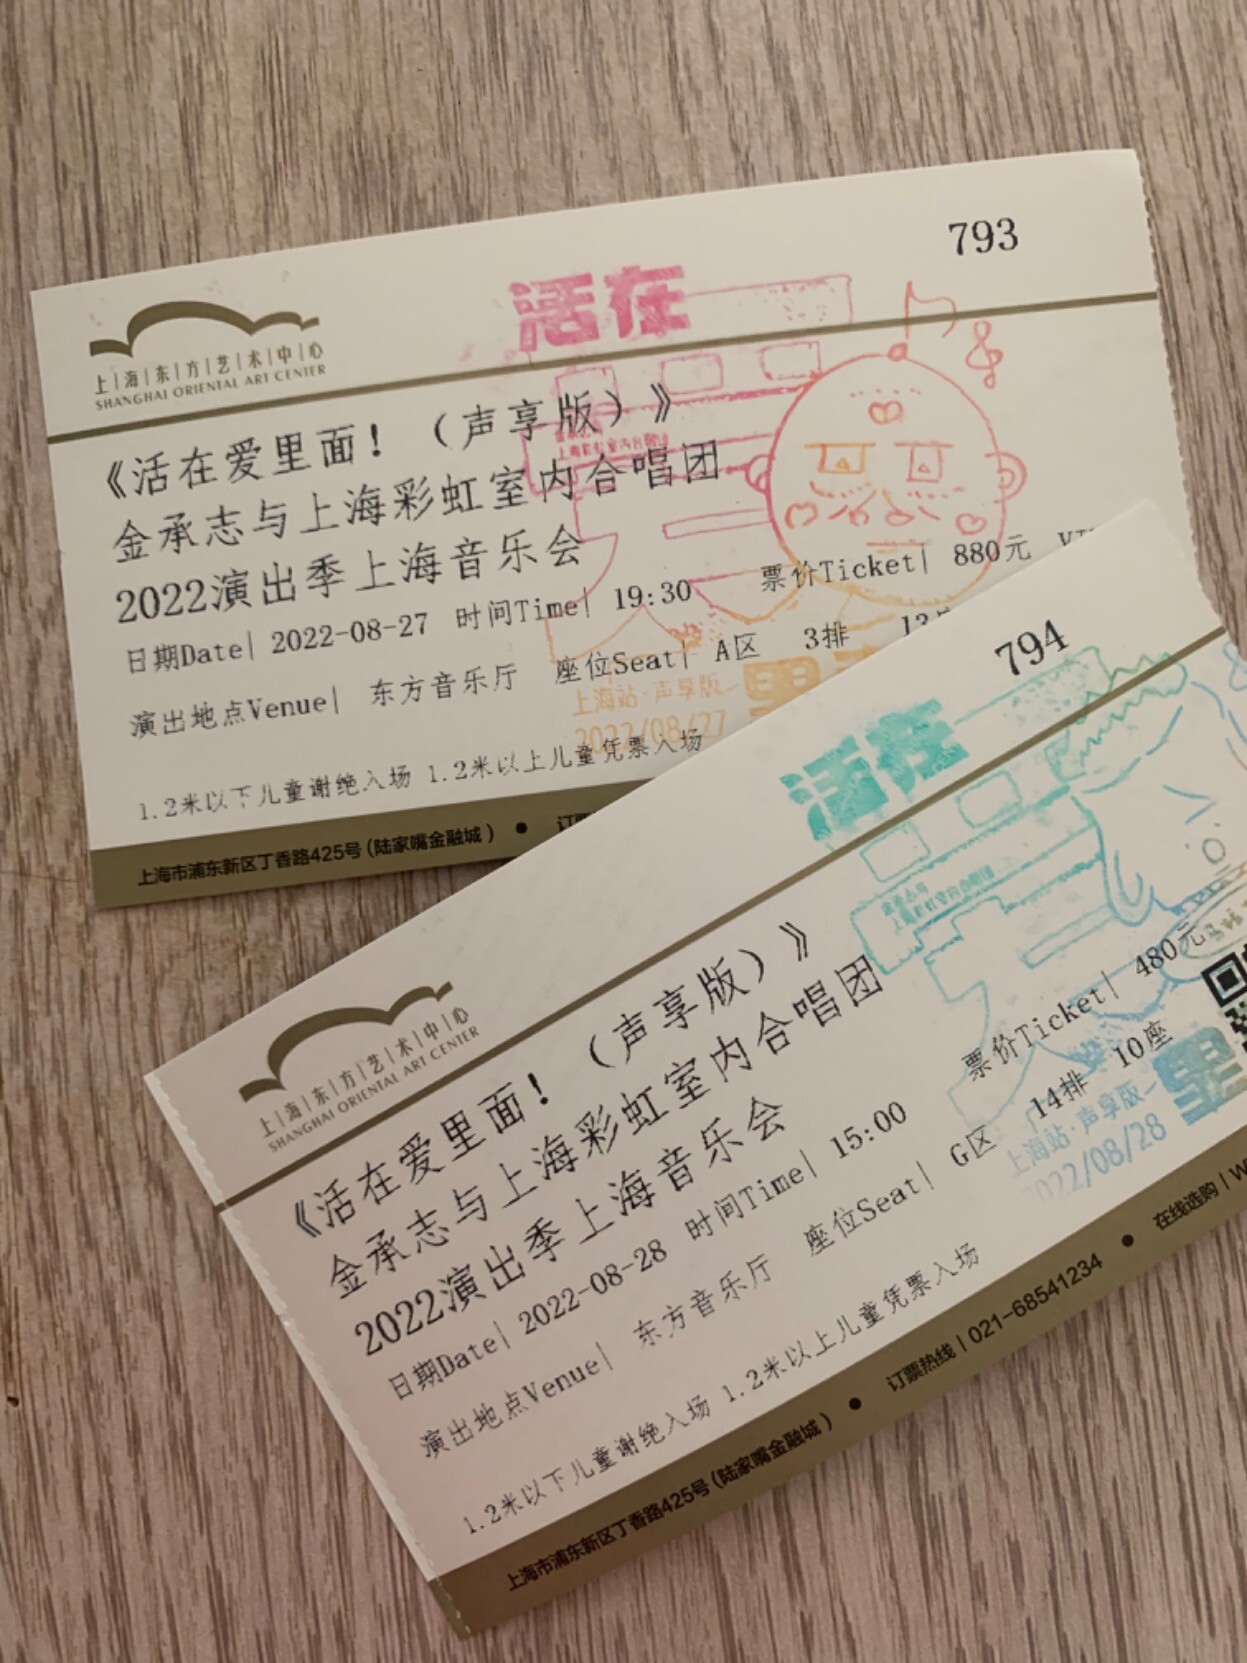 793
活在
上|海|东|方|艺|术|中|心
SHANGHAI ORIENTAL ART CENTER
《活在爱里面！（声享版）》
金承志与上海彩虹室内合唱团
2022演出季上海音乐会
日期Date| 2022-08-27 时间Time| 19:30 票价Ticket| 880元
演出地点Venue| 东方音乐厅 座位Seat| A区 3排
上海站·声享版
2022/08/27
1.2米以下儿童谢绝入场 1.2米以上儿童凭票入场
上海市浦东新区丁香路425号（陆家嘴金融城） ●
794
活在
上|海|东|方|艺|术|中|心
SHANGHAI ORIENTAL ART CENTER
《活在爱里面！（声享版）》
金承志与上海彩虹室内合唱团
2022演出季上海音乐会
日期Date| 2022-08-28 时间Time| 15:00 票价Ticket| 480元
演出地点Venue| 东方音乐厅 座位Seat| G区 14排 10座
里
上海站·声享版
2022/08/28
1.2米以下儿童谢绝入场 1.2米以上儿童凭票入场
上海市浦东新区丁香路425号（陆家嘴金融城） ● 订票热线 | 021-68541234 ● 在线选购 | W